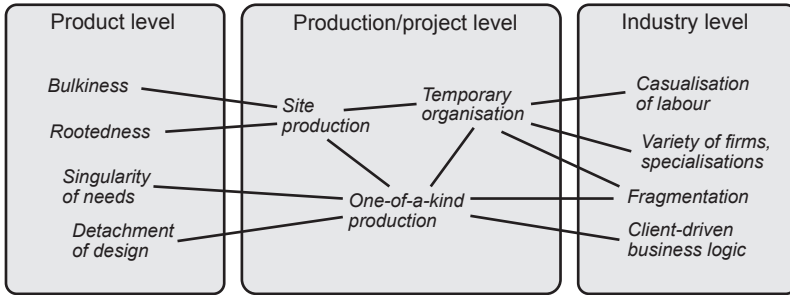 Product level
Bulkiness
Rootedness
Singularity
of needs
Detachment
of design
Production/project level
Site
production
Temporary
organisation
One-of-a-kind
production
Industry level
Casualisation
of labour
Variety of firms,
specialisations
Fragmentation
Client-driven
business logic